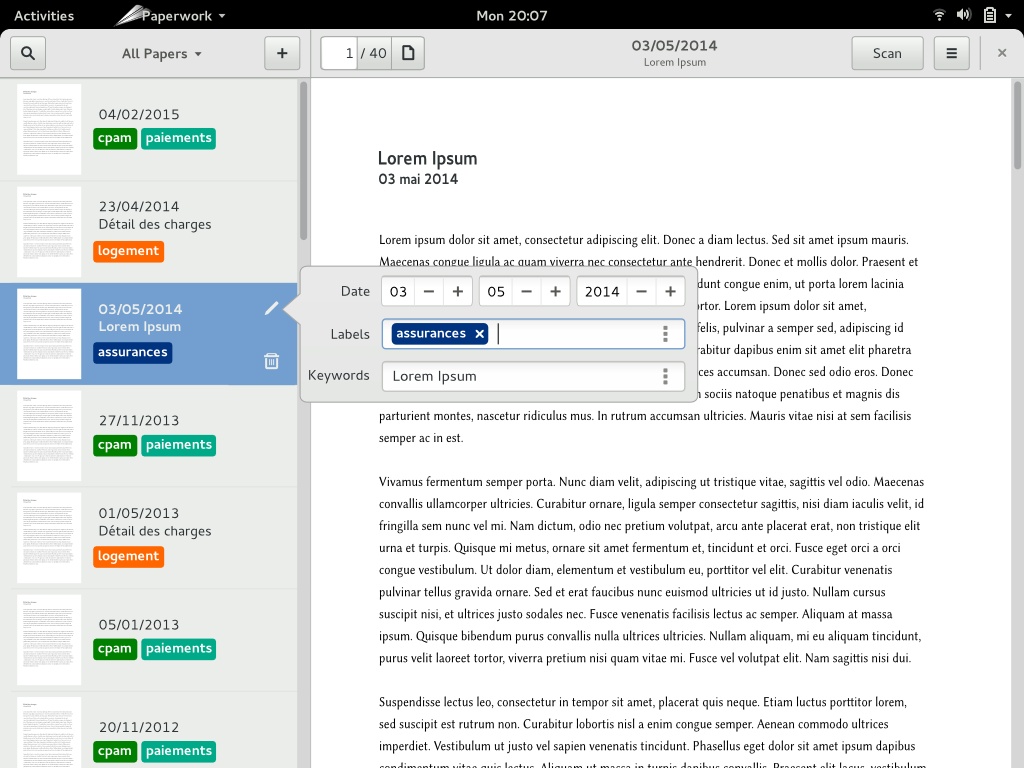 Activities
Paperwork
Mon 20:07
All Papers
+
1 / 40
03/05/2014
Lorem Ipsum
Scan
04/02/2015
cpam paiements
23/04/2014
Détail des charges
logement
03/05/2014
Lorem Ipsum
assurances
27/11/2013
cpam paiements
01/05/2013
Détail des charges
logement
05/01/2013
cpam paiements
20/11/2012
cpam paiements
Date 03 − + 05 − + 2014 − +
Labels assurances ×
Keywords Lorem Ipsum
Lorem Ipsum
03 mai 2014
Lorem ipsum dolor sit amet, consectetur adipiscing elit. Donec a diam lectus. Sed sit amet ipsum mauris.
Maecenas congue ligula ac quam viverra nec consectetur ante hendrerit. Donec et mollis dolor. Praesent et
dunt congue enim, ut porta lorem lacinia
ortor. Lorem ipsum dolor sit amet,
felis, pulvinar a semper sed, adipiscing id
rabitur dapibus enim sit amet elit pharetra
ces accumsan. Donec sed odio eros. Donec
sociis natoque penatibus et magnis dis
parturient montes, nascetur ridiculus mus. In rutrum accumsan ultricies. Mauris vitae nisi at sem facilisis
semper ac in est.
Vivamus fermentum semper porta. Nunc diam velit, adipiscing ut tristique vitae, sagittis vel odio. Maecenas
convallis ullamcorper ultricies. Curabitur ornare, ligula semper consectetur sagittis, nisi diam iaculis velit, id
fringilla sem nunc vel mi. Nam dictum, odio nec pretium volutpat, arcu ante placerat erat, non tristique elit
urna et turpis. Quisque mi metus, ornare sit amet fermentum et, tincidunt et orci. Fusce eget orci a orci
congue vestibulum. Ut dolor diam, elementum et vestibulum eu, porttitor vel elit. Curabitur venenatis
pulvinar tellus gravida ornare. Sed et erat faucibus nunc euismod ultricies ut id justo. Nullam cursus
suscipit nisi, et ultrices justo sodales nec. Fusce venenatis facilisis lectus ac semper. Aliquam at massa
ipsum. Quisque bibendum purus convallis nulla ultrices ultricies. Nullam aliquam, mi eu aliquam tincidunt,
purus velit laoreet tortor, viverra pretium nisi quam vitae mi. Fusce vel volutpat elit. Nam sagittis nisi dui.
Suspendisse lectus leo, consectetur in tempor sit amet, placerat quis neque. Etiam luctus porttitor lorem,
sed suscipit est rutrum non. Curabitur lobortis nisl a enim congue semper. Aenean commodo ultrices
imperdiet. Vestibulum ut justo vel sapien venenatis tincidunt. Phasellus eget dolor sit amet ipsum dapibus
condimentum vitae quis lectus. Aliquam ut massa in turpis dapibus convallis. Praesent elit lacus, vestibulum